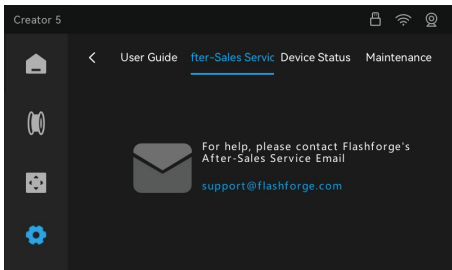 Creator 5
User Guide fter-Sales Servic Device Status Maintenance
For help, please contact Flashforge's
After-Sales Service Email
support@flashforge.com